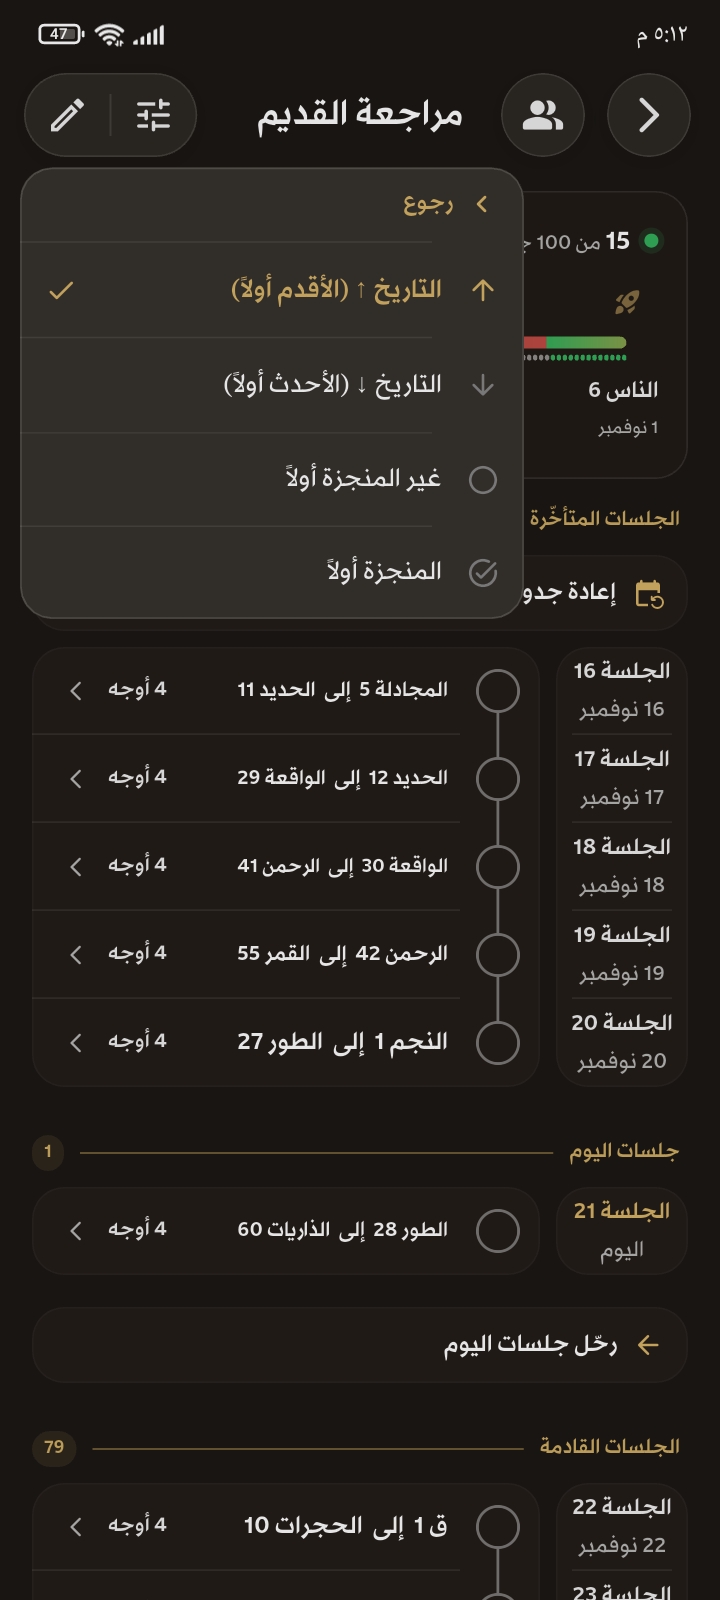 ٥:١٢ م
47
مراجعة القديم
رجوع
التاريخ ↑ (الأقدم أولاً)
التاريخ ↓ (الأحدث أولاً)
غير المنجزة أولاً
المنجزة أولاً
15 من 100
الناس 6
1 نوفمبر
الجلسات المتأخّرة
إعادة
الجلسة 16
16 نوفمبر
المجادلة 5 إلى الحديد 11
4 أوجه
الجلسة 17
17 نوفمبر
الحديد 12 إلى الواقعة 29
4 أوجه
الجلسة 18
18 نوفمبر
الواقعة 30 إلى الرحمن 41
4 أوجه
الجلسة 19
19 نوفمبر
الرحمن 42 إلى القمر 55
4 أوجه
الجلسة 20
20 نوفمبر
النجم 1 إلى الطور 27
4 أوجه
جلسات اليوم
1
الجلسة 21
اليوم
الطور 28 إلى الذاريات 60
4 أوجه
رحّل جلسات اليوم
الجلسات القادمة
79
الجلسة 22
22 نوفمبر
ق 1 إلى الحجرات 10
4 أوجه
الجلسة 23